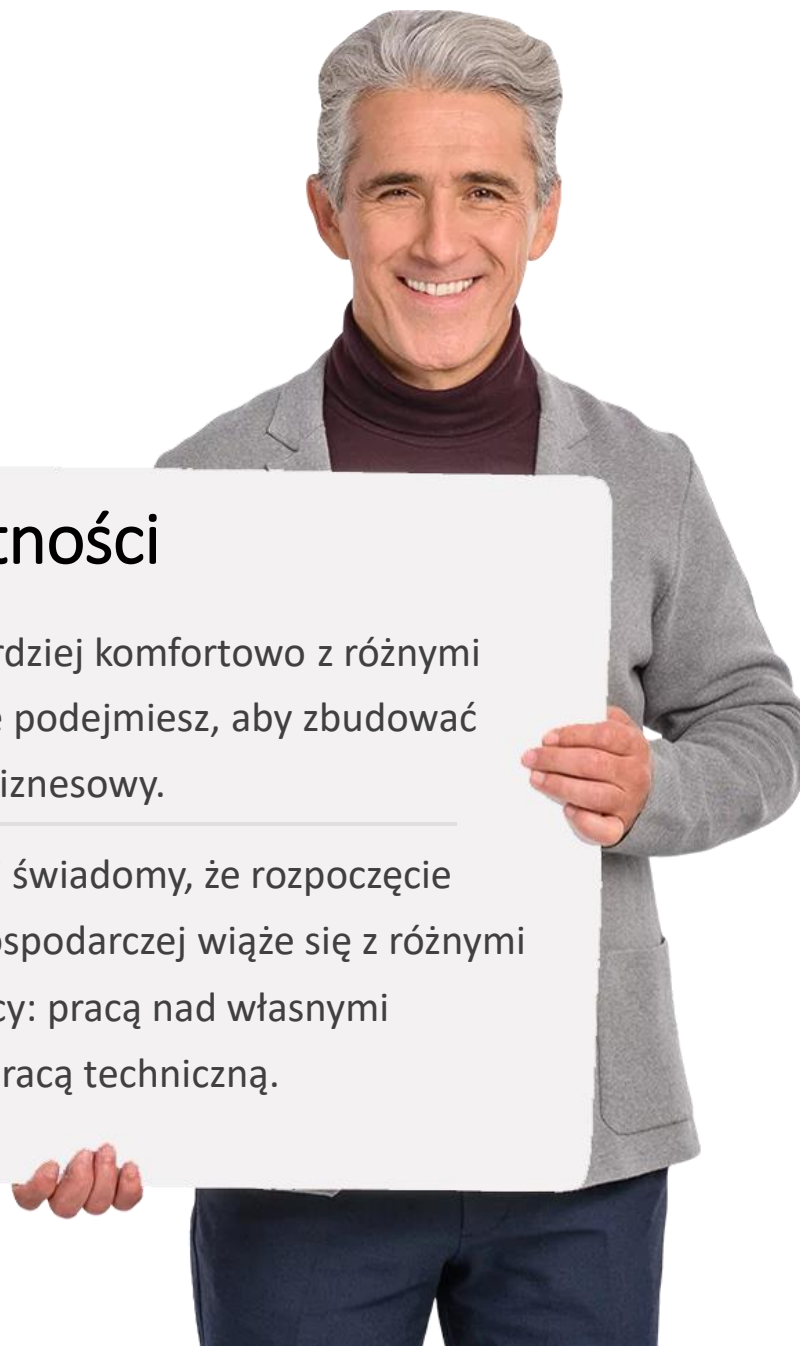 tności
rdziej komfortowo z różnymi
podejmiesz, aby zbudować
iznesowy.
świadomy, że rozpoczęcie
ospodarczej wiąże się z różnymi
cy: pracą nad własnymi
racą techniczną.